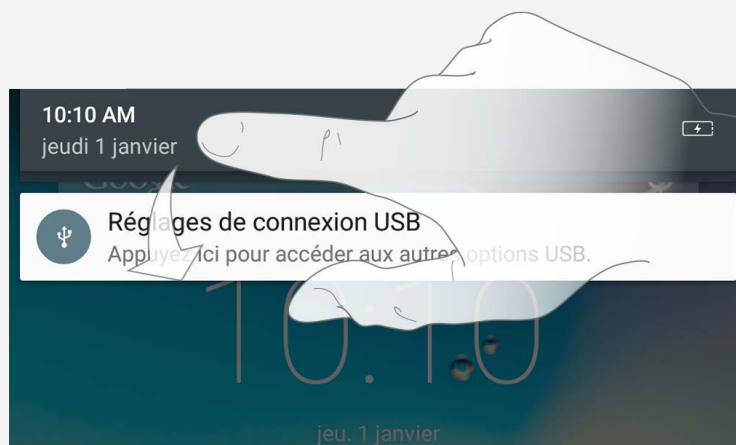 10:10 AM
jeudi 1 janvier
Google
Réglages de connexion USB
Appuyez ici pour accéder aux autres options USB.
10:10
jeu. 1 janvier